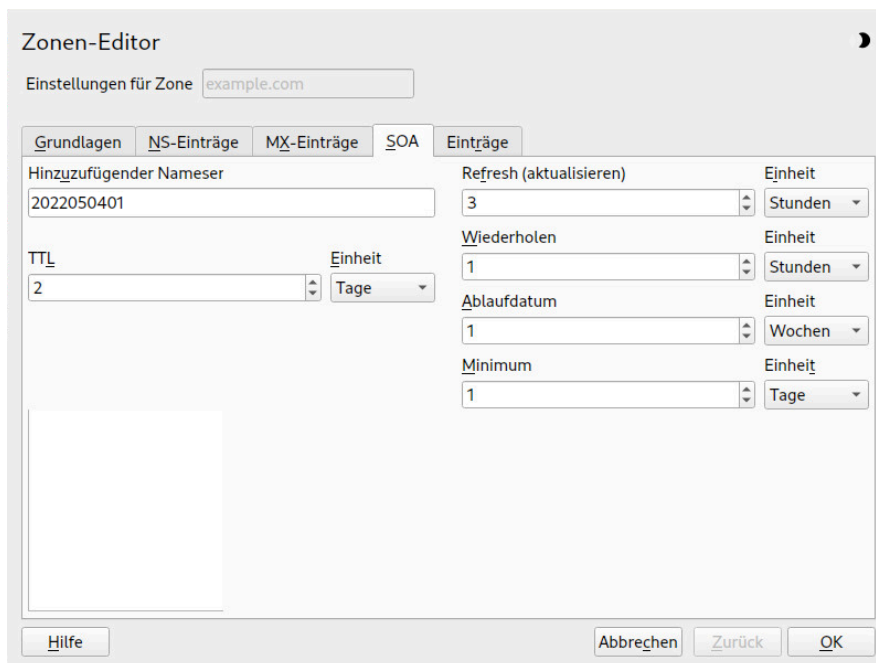 Zonen-Editor
Einstellungen für Zone example.com
Grundlagen NS-Einträge MX-Einträge SOA Einträge
Hinzuzufügender Nameser Refresh (aktualisieren) Einheit
2022050401 3 Stunden
Wiederholen Einheit
TTL Einheit
1 Stunden
2 Tage
Ablaufdatum Einheit
1 Wochen
Minimum Einheit
1 Tage
Hilfe Abbrechen Zurück OK